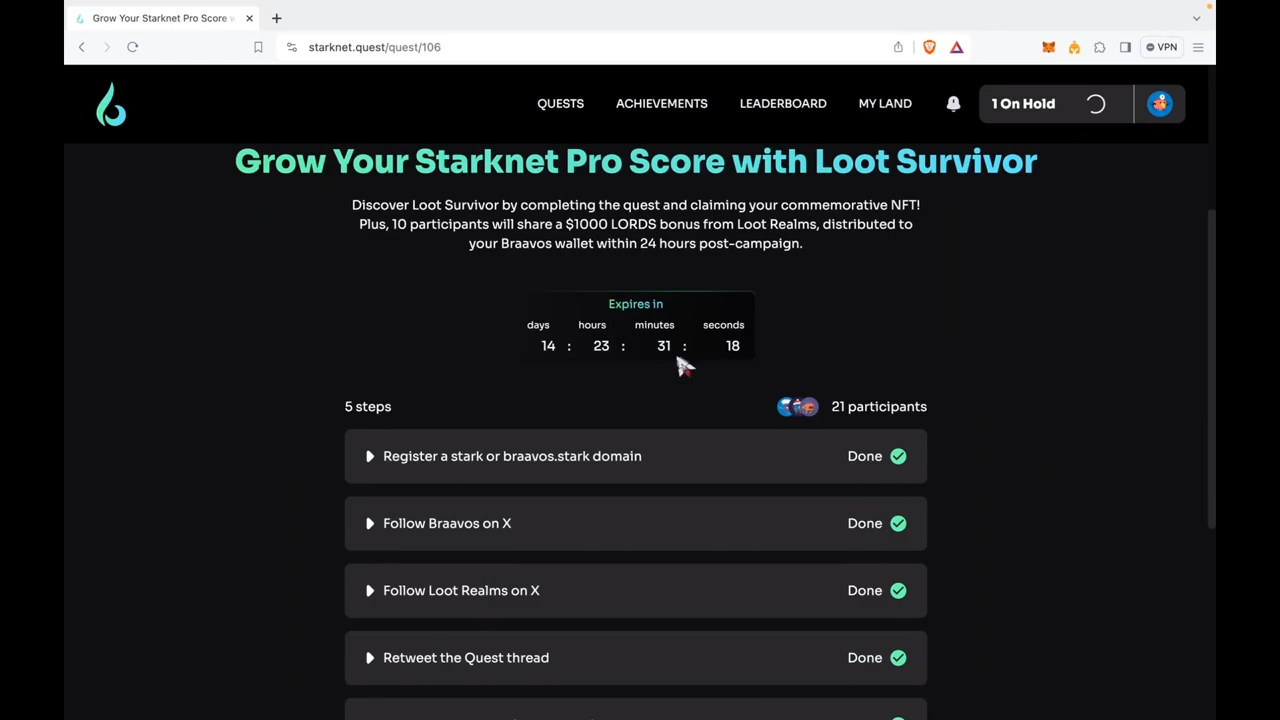 Grow Your Starknet Pro Score w
starknet.quest/quest/106
VPN
QUESTS
ACHIEVEMENTS
LEADERBOARD
MY LAND
1 On Hold
Grow Your Starknet Pro Score with Loot Survivor
Discover Loot Survivor by completing the quest and claiming your commemorative NFT!
Plus, 10 participants will share a $1000 LORDS bonus from Loot Realms, distributed to
your Braavos wallet within 24 hours post-campaign.
Expires in
days hours minutes seconds
14 : 23 : 31 : 18
5 steps
21 participants
Register a stark or braavos.stark domain Done
Follow Braavos on X Done
Follow Loot Realms on X Done
Retweet the Quest thread Done